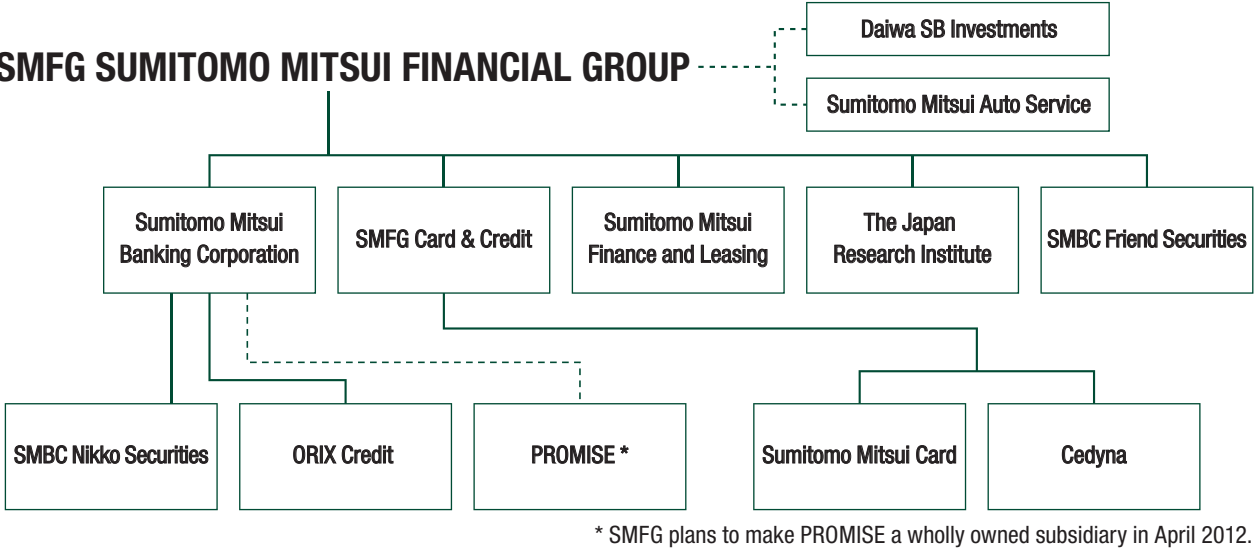 Daiwa SB Investments
SMFG SUMITOMO MITSUI FINANCIAL GROUP
Sumitomo Mitsui Auto Service
Sumitomo Mitsui
Banking Corporation
SMFG Card & Credit
Sumitomo Mitsui
Finance and Leasing
The Japan
Research Institute
SMBC Friend Securities
SMBC Nikko Securities
ORIX Credit
PROMISE *
Sumitomo Mitsui Card
Cedyna
* SMFG plans to make PROMISE a wholly owned subsidiary in April 2012.